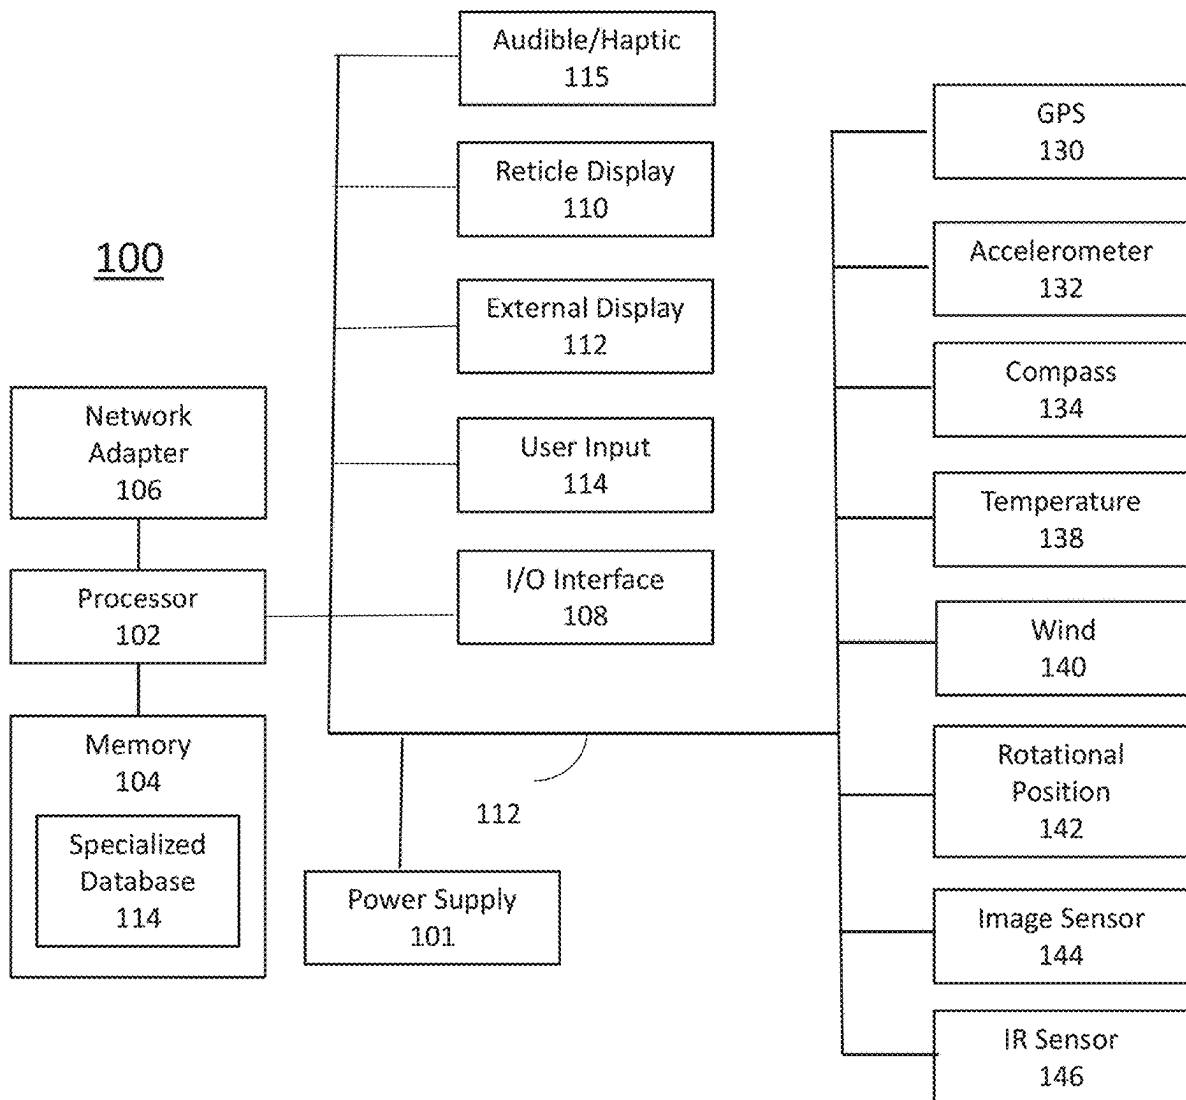 Audible/Haptic
115
Reticle Display
110
External Display
112
User Input
114
I/O Interface
108
100
Network
Adapter
106
Processor
102
Memory
104
Specialized
Database
114
112
Power Supply
101
GPS
130
Accelerometer
132
Compass
134
Temperature
138
Wind
140
Rotational
Position
142
Image Sensor
144
IR Sensor
146